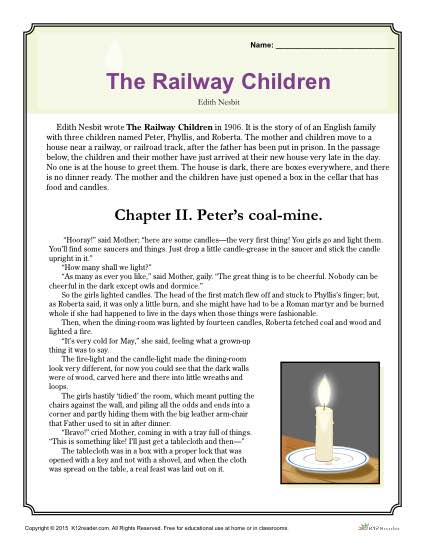 Name:
The Railway Children
Edith Nesbit
Edith Nesbit wrote The Railway Children in 1906. It is the story of of an English family
with three children named Peter, Phyllis, and Roberta. The mother and children move to a
house near a railway, or railroad track, after the father has been put in prison. In the passage
below, the children and their mother have just arrived at their new house very late in the day.
No one is at the house to greet them. The house is dark, there are boxes everywhere, and there
is no dinner ready. The mother and the children have just opened a box in the cellar that has
food and candles.
Chapter II. Peter's coal-mine.
"Hooray!" said Mother, "here are some candles—the very first thing! You girls go and light them.
You'll find some saucers and things. Just drop a little candle-grease in the saucer and stick the candle
upright in it."
"How many shall we light?"
"As many as ever you like," said Mother, gaily. "The great thing is to be cheerful. Nobody can be
cheerful in the dark except owls and dormice."
So the girls lighted candles. The head of the first match flew off and stuck to Phyllis's finger; but,
as Roberta said, it was only a little burn, and she might have had to be a Roman martyr and be burned
whole if she had happened to live in the days when those things were fashionable.
Then, when the dining-room was lighted by fourteen candles, Roberta fetched coal and wood and
lighted a fire.
"It's very cold for May," she said, feeling what a grown-up
thing it was to say.
The fire-light and the candle-light made the dining-room
look very different, for now you could see that the dark walls
were of wood, carved here and there into little wreaths and
loops.
The girls hastily 'tidied' the room, which meant putting the
chairs against the wall, and piling all the odds and ends into a
corner and partly hiding them with the big leather arm-chair
that Father used to sit in after dinner.
"Bravo!" cried Mother, coming in with a tray full of things.
"This is something like! I'll just get a tablecloth and then—"
The tablecloth was in a box with a proper lock that was
opened with a key and not with a shovel, and when the cloth
was spread on the table, a real feast was laid out on it.
Copyright © 2015 K12reader.com. All Rights Reserved. Free for educational use at home or in classrooms.
K12READER